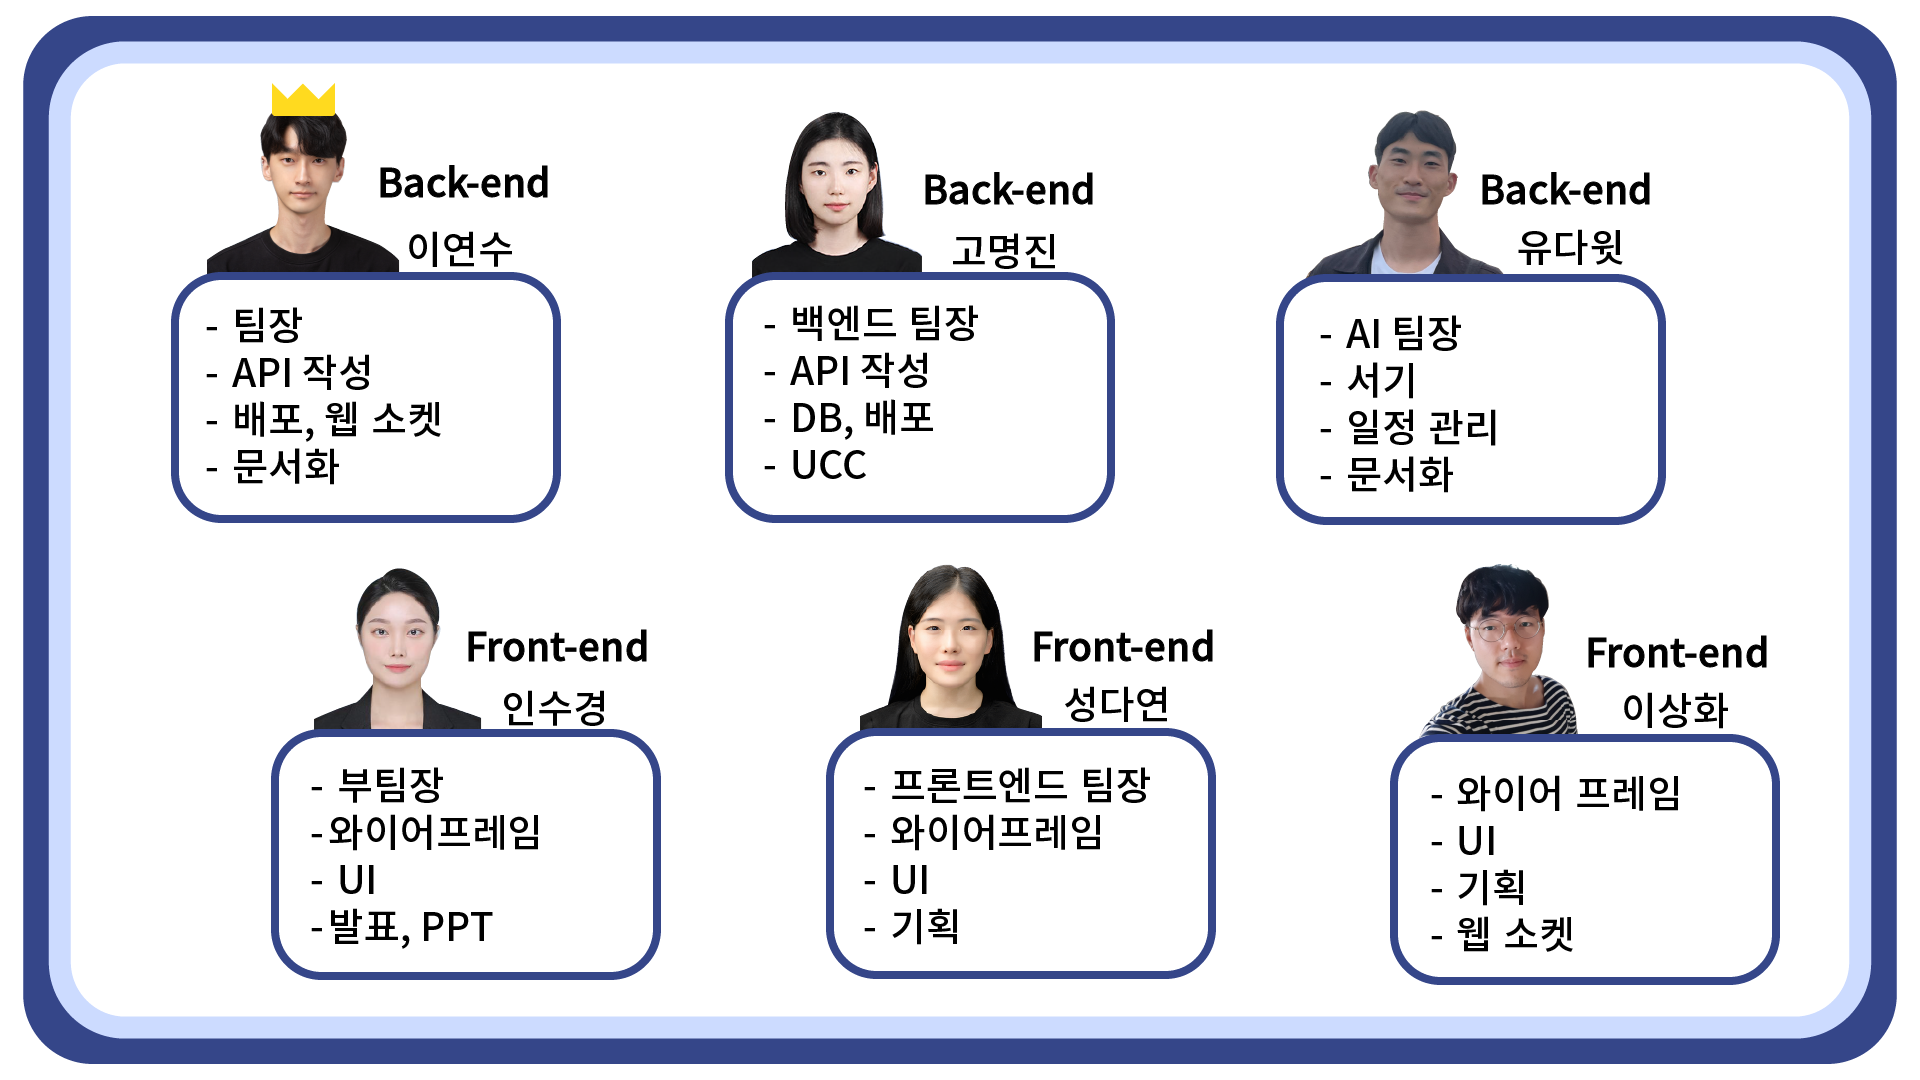 Back-end
이연수
- 팀장
- API 작성
- 배포, 웹 소켓
- 문서화
Back-end
고명진
- 백엔드 팀장
- API 작성
- DB, 배포
- UCC
Back-end
유다윗
- AI 팀장
- 서기
- 일정 관리
- 문서화
Front-end
인수경
- 부팀장
-와이어프레임
- UI
-발표, PPT
Front-end
성다연
- 프론트엔드 팀장
- 와이어프레임
- UI
- 기획
Front-end
이상화
- 와이어 프레임
- UI
- 기획
- 웹 소켓